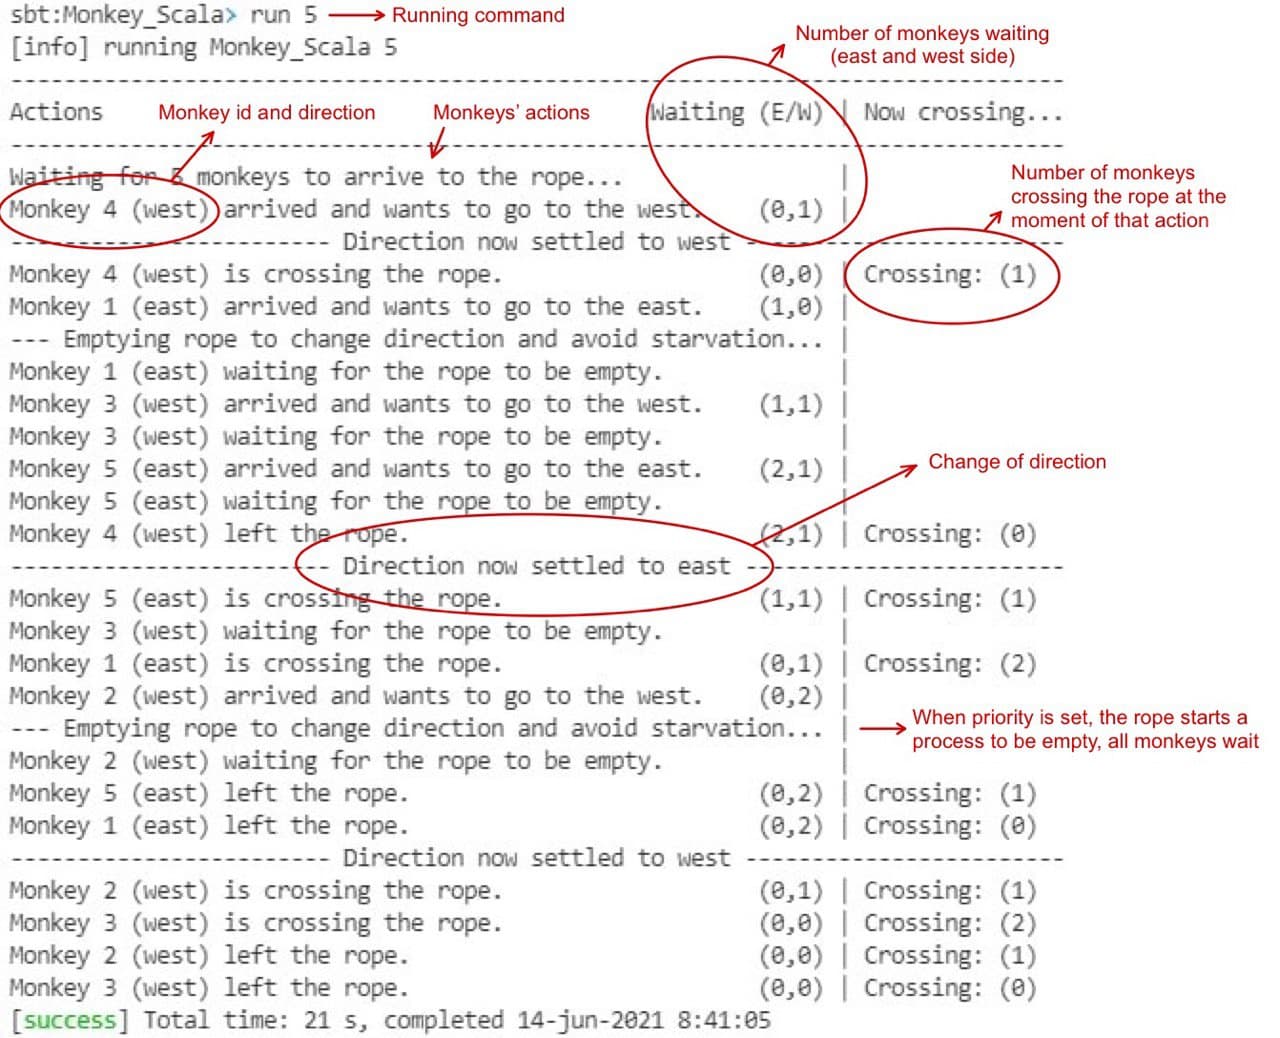 sbt:Monkey_Scala> run 5 Running command
[info] running Monkey_Scala 5
Number of monkeys waiting
(east and west side)
--------------------------------------------------------------------------------
Actions Monkey id and direction Monkeys' actions Waiting (E/W) | Now crossing...
--------------------------------------------------------------------------------
Waiting for 5 monkeys to arrive to the rope... |
Number of monkeys
crossing the rope at the
moment of that action
Monkey 4 (west) arrived and wants to go to the west. (0,1) |
------------------------ Direction now settled to west ------------------------
Monkey 4 (west) is crossing the rope. (0,0) | Crossing: (1)
Monkey 1 (east) arrived and wants to go to the east. (1,0) |
--- Emptying rope to change direction and avoid starvation... |
Monkey 1 (east) waiting for the rope to be empty. |
Monkey 3 (west) arrived and wants to go to the west. (1,1) |
Monkey 3 (west) waiting for the rope to be empty. |
Change of direction
Monkey 5 (east) arrived and wants to go to the east. (2,1) |
Monkey 5 (east) waiting for the rope to be empty. |
Monkey 4 (west) left the rope. (2,1) | Crossing: (0)
------------------------ Direction now settled to east ------------------------
Monkey 5 (east) is crossing the rope. (1,1) | Crossing: (1)
Monkey 3 (west) waiting for the rope to be empty. |
Monkey 1 (east) is crossing the rope. (0,1) | Crossing: (2)
Monkey 2 (west) arrived and wants to go to the west. (0,2) |
--- Emptying rope to change direction and avoid starvation... |
When priority is set, the rope starts a
process to be empty, all monkeys wait
Monkey 2 (west) waiting for the rope to be empty. |
Monkey 5 (east) left the rope. (0,2) | Crossing: (1)
Monkey 1 (east) left the rope. (0,2) | Crossing: (0)
------------------------ Direction now settled to west ------------------------
Monkey 2 (west) is crossing the rope. (0,1) | Crossing: (1)
Monkey 3 (west) is crossing the rope. (0,0) | Crossing: (2)
Monkey 2 (west) left the rope. (0,0) | Crossing: (1)
Monkey 3 (west) left the rope. (0,0) | Crossing: (0)
[success] Total time: 21 s, completed 14-jun-2021 8:41:05